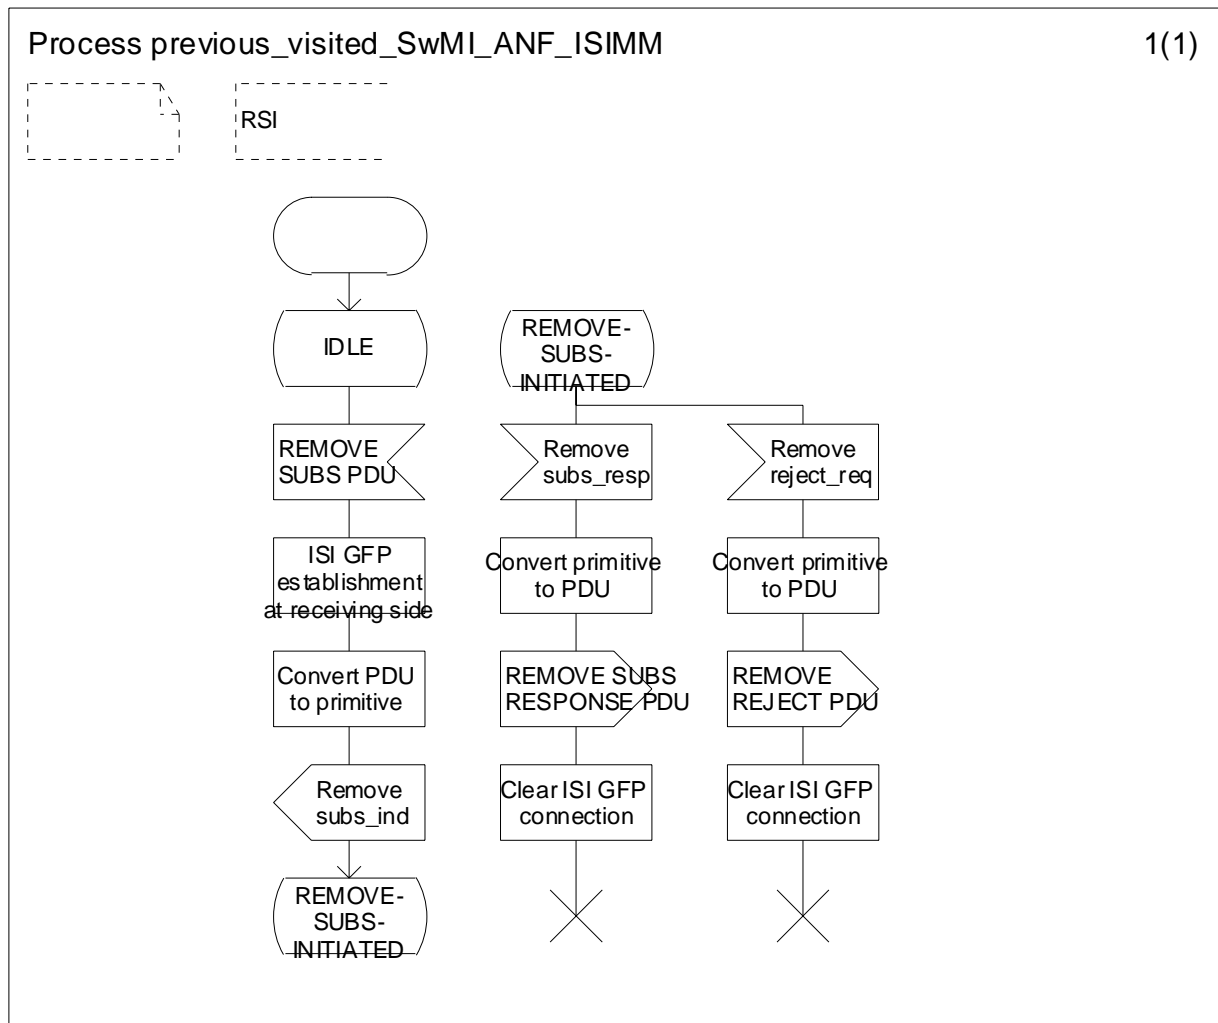 Process previous_visited_SwMI_ANF_ISIMM
1(1)
RSI
IDLE
REMOVE
SUBS PDU
ISI GFP
establishment
at receiving side
Convert PDU
to primitive
Remove
subs_ind
REMOVE-
SUBS-
INITIATED
REMOVE-
SUBS-
INITIATED
Remove
subs_resp
Convert primitive
to PDU
REMOVE SUBS
RESPONSE PDU
Clear ISI GFP
connection
Remove
reject_req
Convert primitive
to PDU
REMOVE
REJECT PDU
Clear ISI GFP
connection